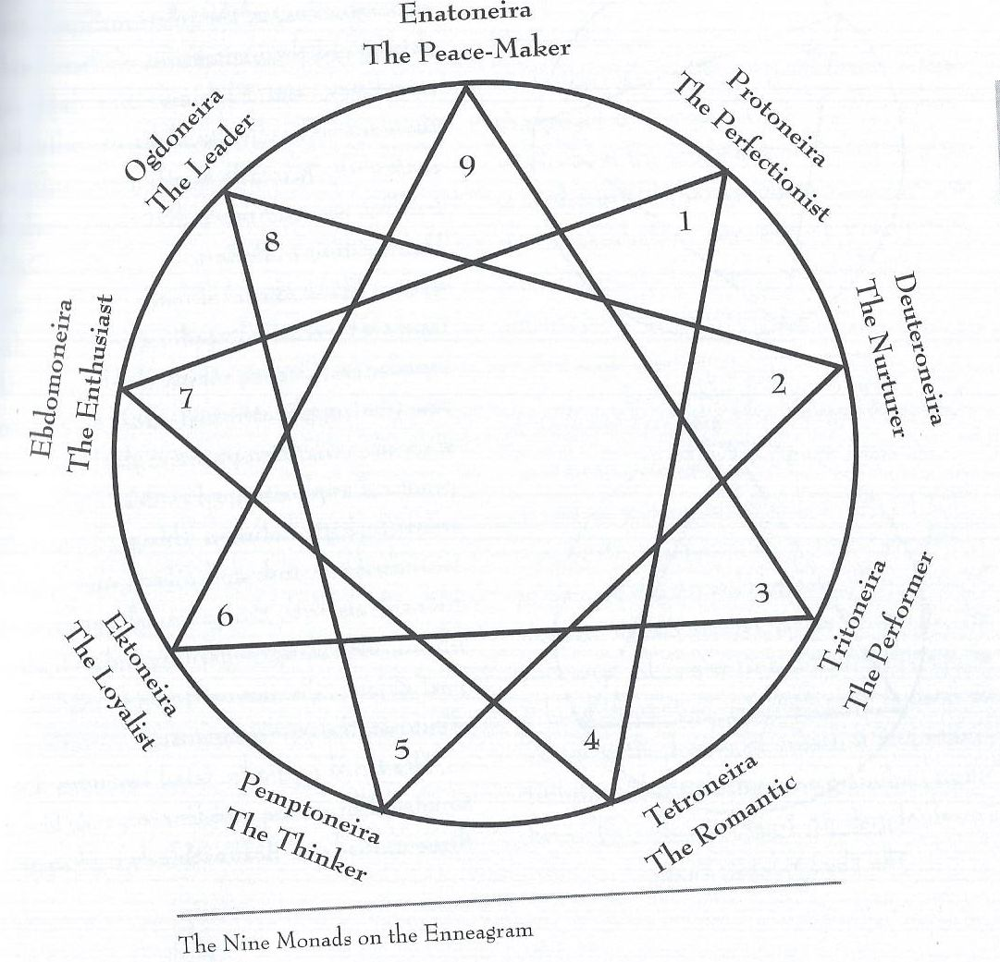 Enatoneira
The Peace-Maker
Protoneira
The Perfectionist
Deuteroneira
The Nurturer
Tritoneira
The Performer
Tetroneira
The Romantic
Pemptoneira
The Thinker
Ektoneira
The Loyalist
Ebdomoneira
The Enthusiast
Ogdoneira
The Leader
9
1
2
3
4
5
6
7
8
The Nine Monads on the Enneagram